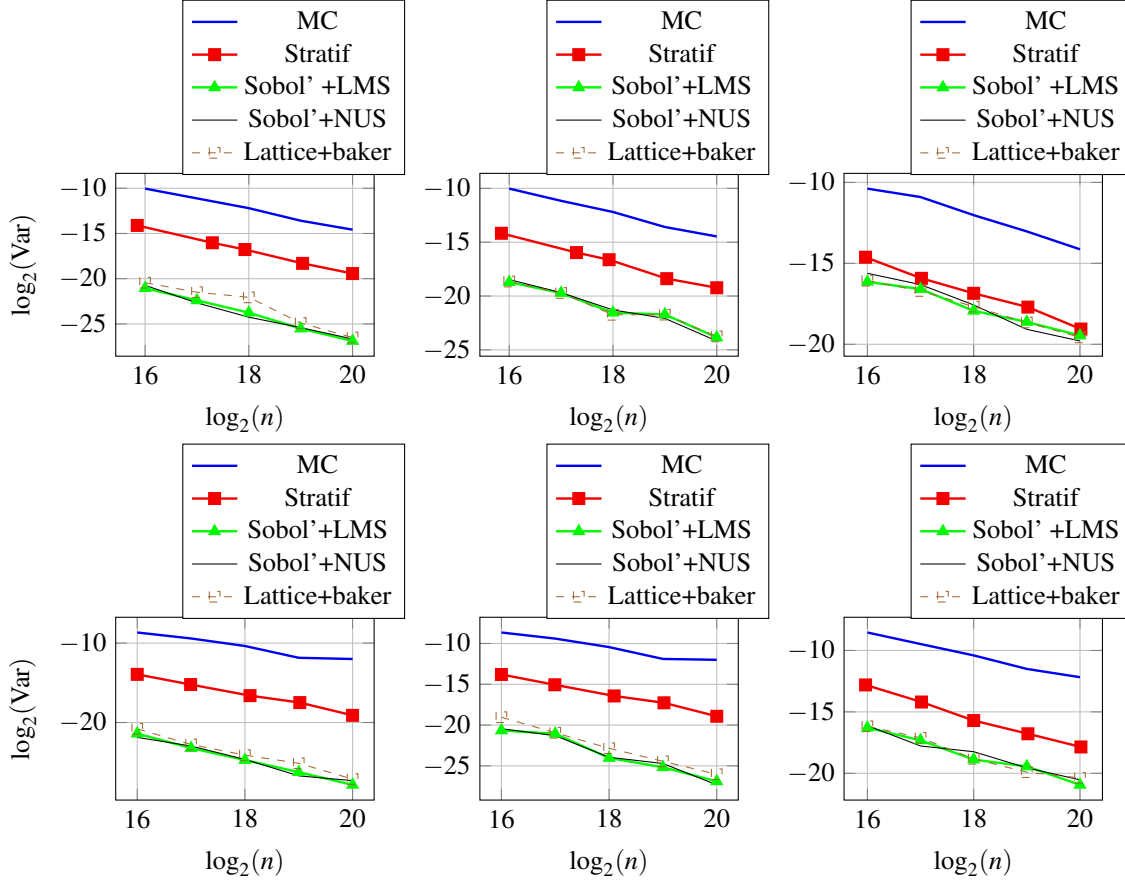 MC
Stratif
Sobol' +LMS
Sobol'+NUS
Lattice+baker
−10
−15
−20
−25
16
18
20
log₂(n)
log₂(Var)
MC
Stratif
Sobol'+LMS
Sobol'+NUS
Lattice+baker
−10
−15
−20
−25
16
18
20
log₂(n)
MC
Stratif
Sobol'+LMS
Sobol'+NUS
Lattice+baker
−10
−15
−20
16
18
20
log₂(n)
MC
Stratif
Sobol'+LMS
Sobol'+NUS
Lattice+baker
−10
−20
16
18
20
log₂(n)
log₂(Var)
MC
Stratif
Sobol' +LMS
Sobol'+NUS
Lattice+baker
−10
−15
−20
−25
16
18
20
log₂(n)
MC
Stratif
Sobol' +LMS
Sobol'+NUS
Lattice+baker
−10
−15
−20
16
18
20
log₂(n)